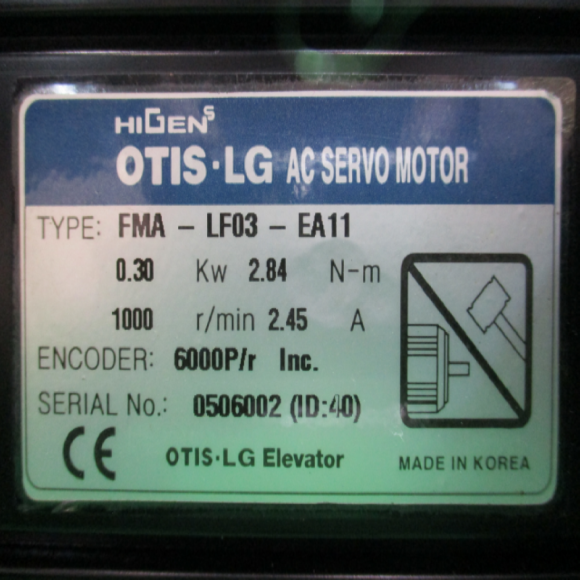 HIGENS
OTIS·LG AC SERVO MOTOR
TYPE: FMA - LF03 - EA11
0.30 Kw 2.84 N-m
1000 r/min 2.45 A
ENCODER: 6000P/r Inc.
SERIAL No.: 0506002 (ID:40)
CE OTIS·LG Elevator MADE IN KOREA